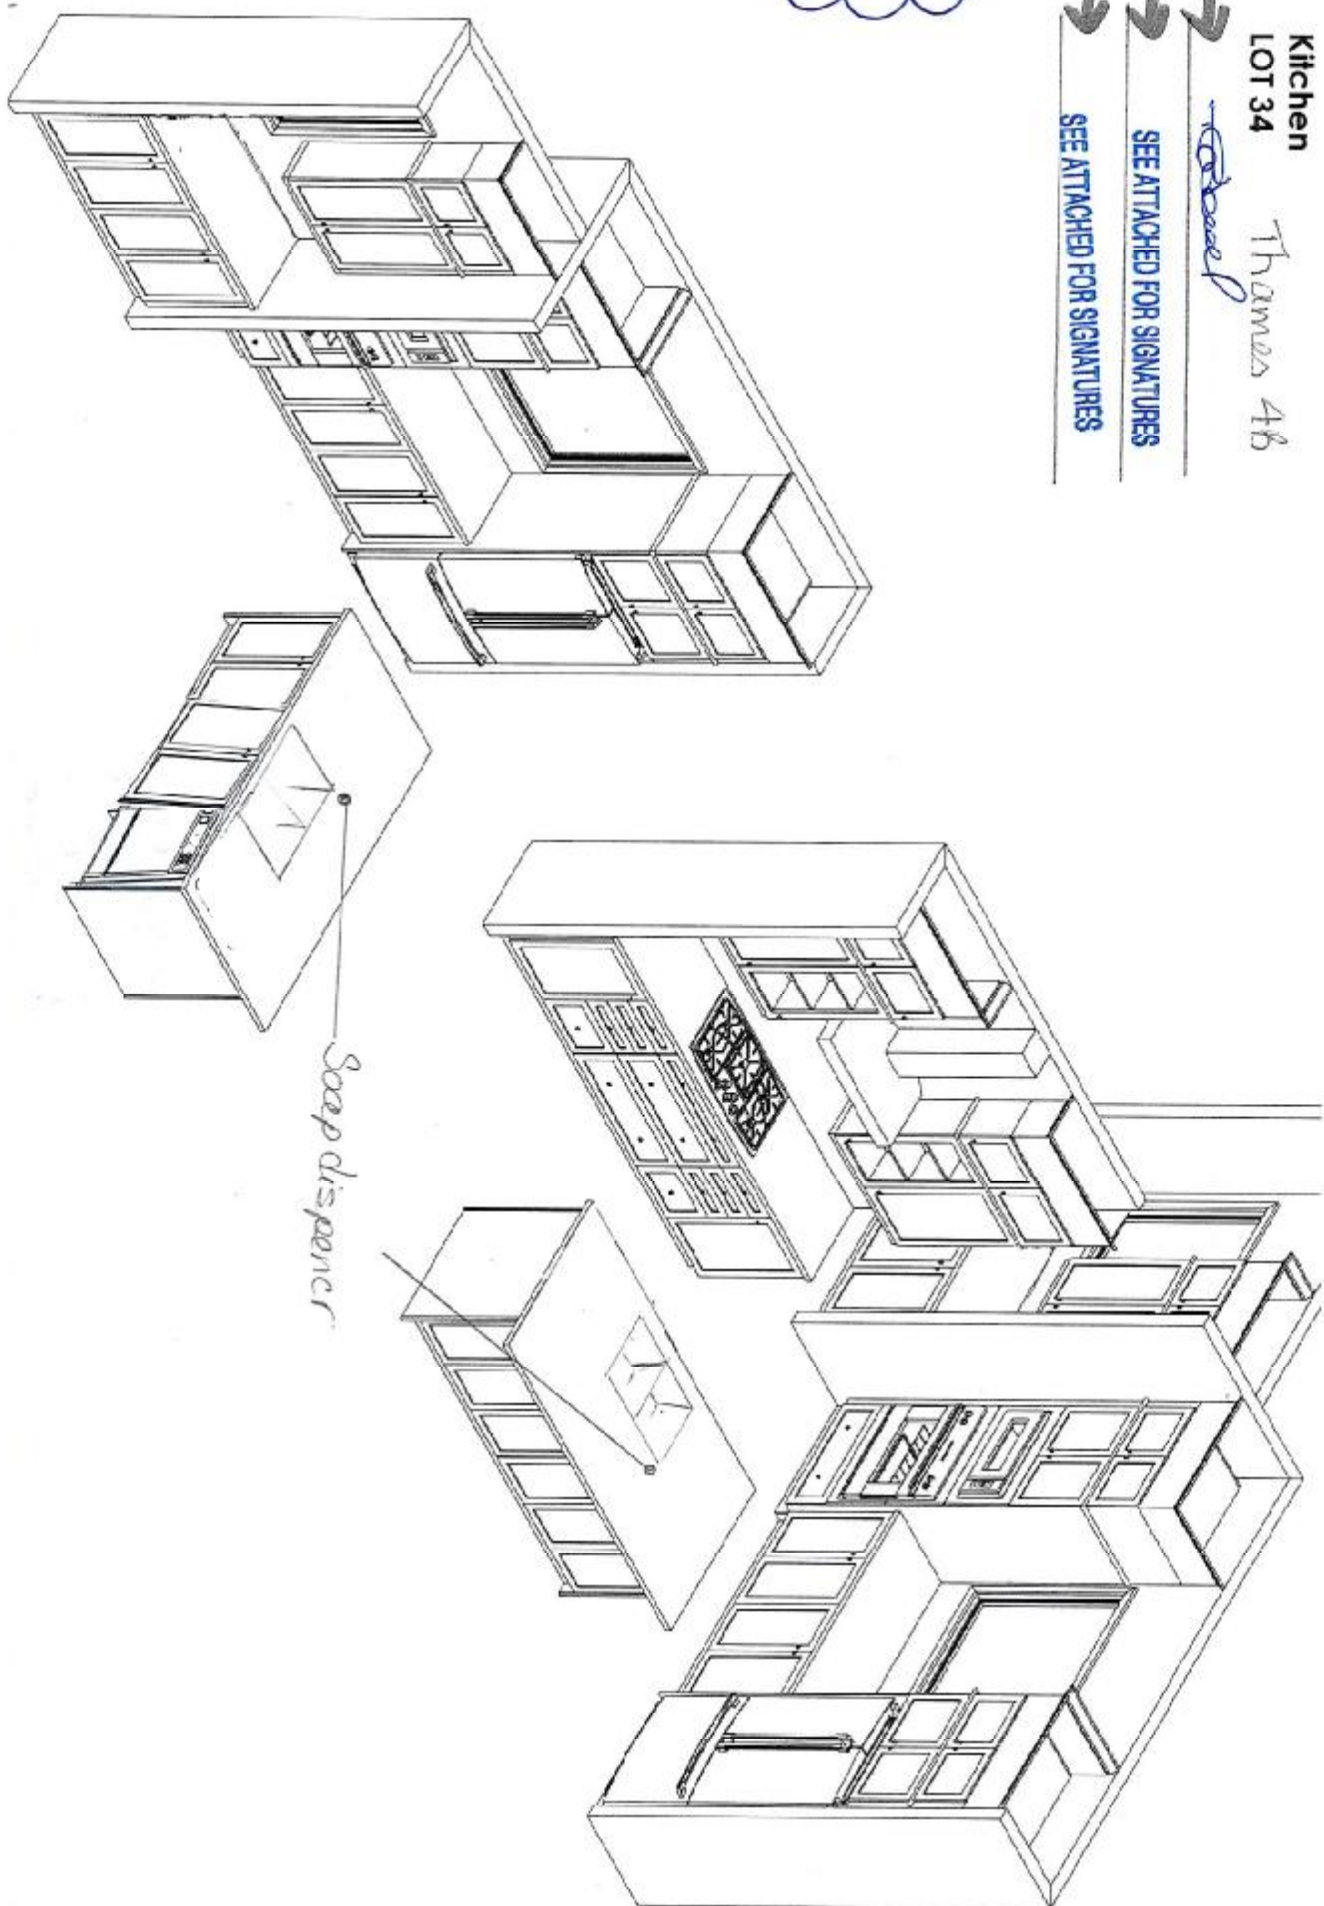 Kitchen
LOT 34 Thames 4B
SEE ATTACHED FOR SIGNATURES
SEE ATTACHED FOR SIGNATURES
Soap dispencr